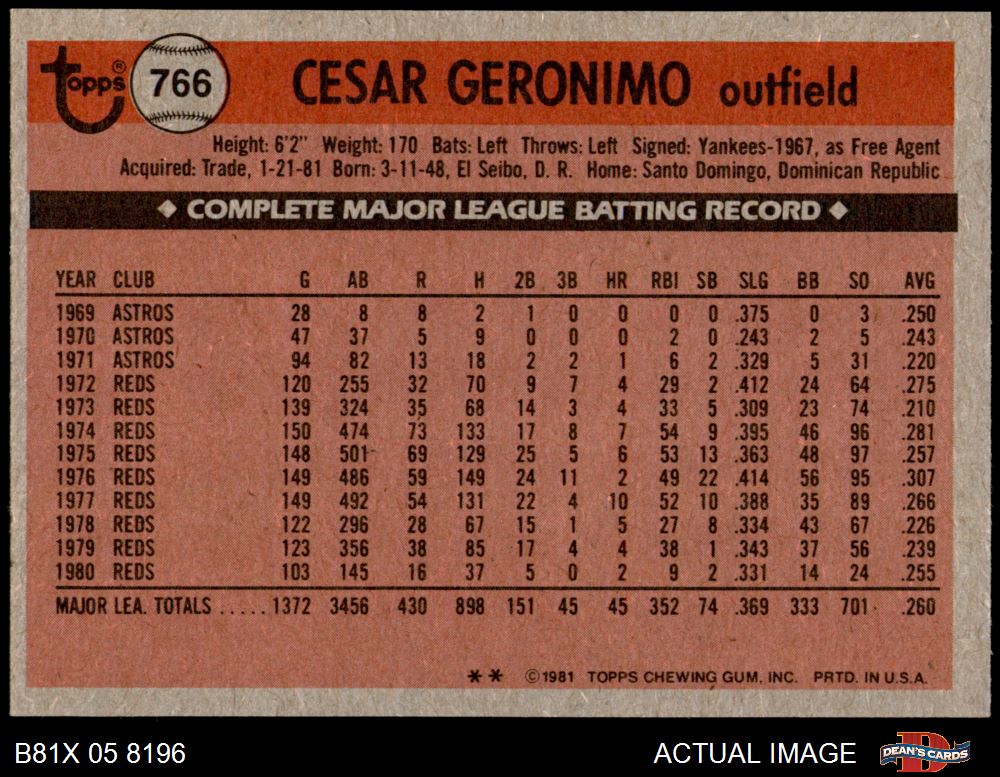 Topps® 766 CESAR GERONIMO outfield
Height: 6'2" Weight: 170 Bats: Left Throws: Left Signed: Yankees-1967, as Free Agent
Acquired: Trade, 1-21-81 Born: 3-11-48, El Seibo, D. R. Home: Santo Domingo, Dominican Republic
◆ COMPLETE MAJOR LEAGUE BATTING RECORD ◆
YEAR CLUB G AB R H 2B 3B HR RBI SB SLG BB SO AVG
1969 ASTROS 28 8 8 2 1 0 0 0 0 .375 0 3 .250
1970 ASTROS 47 37 5 9 0 0 0 2 0 .243 2 5 .243
1971 ASTROS 94 82 13 18 2 2 1 6 2 .329 5 31 .220
1972 REDS 120 255 32 70 9 7 4 29 2 .412 24 64 .275
1973 REDS 139 324 35 68 14 3 4 33 5 .309 23 74 .210
1974 REDS 150 474 73 133 17 8 7 54 9 .395 46 96 .281
1975 REDS 148 501 69 129 25 5 6 53 13 .363 48 97 .257
1976 REDS 149 486 59 149 24 11 2 49 22 .414 56 95 .307
1977 REDS 149 492 54 131 22 4 10 52 10 .388 35 89 .266
1978 REDS 122 296 28 67 15 1 5 27 8 .334 43 67 .226
1979 REDS 123 356 38 85 17 4 4 38 1 .343 37 56 .239
1980 REDS 103 145 16 37 5 0 2 9 2 .331 14 24 .255
MAJOR LEA. TOTALS ..... 1372 3456 430 898 151 45 45 352 74 .369 333 701 .260
** ©1981 TOPPS CHEWING GUM, INC. PRTD. IN U.S.A.
B81X 05 8196 ACTUAL IMAGE D DEAN'S CARDS